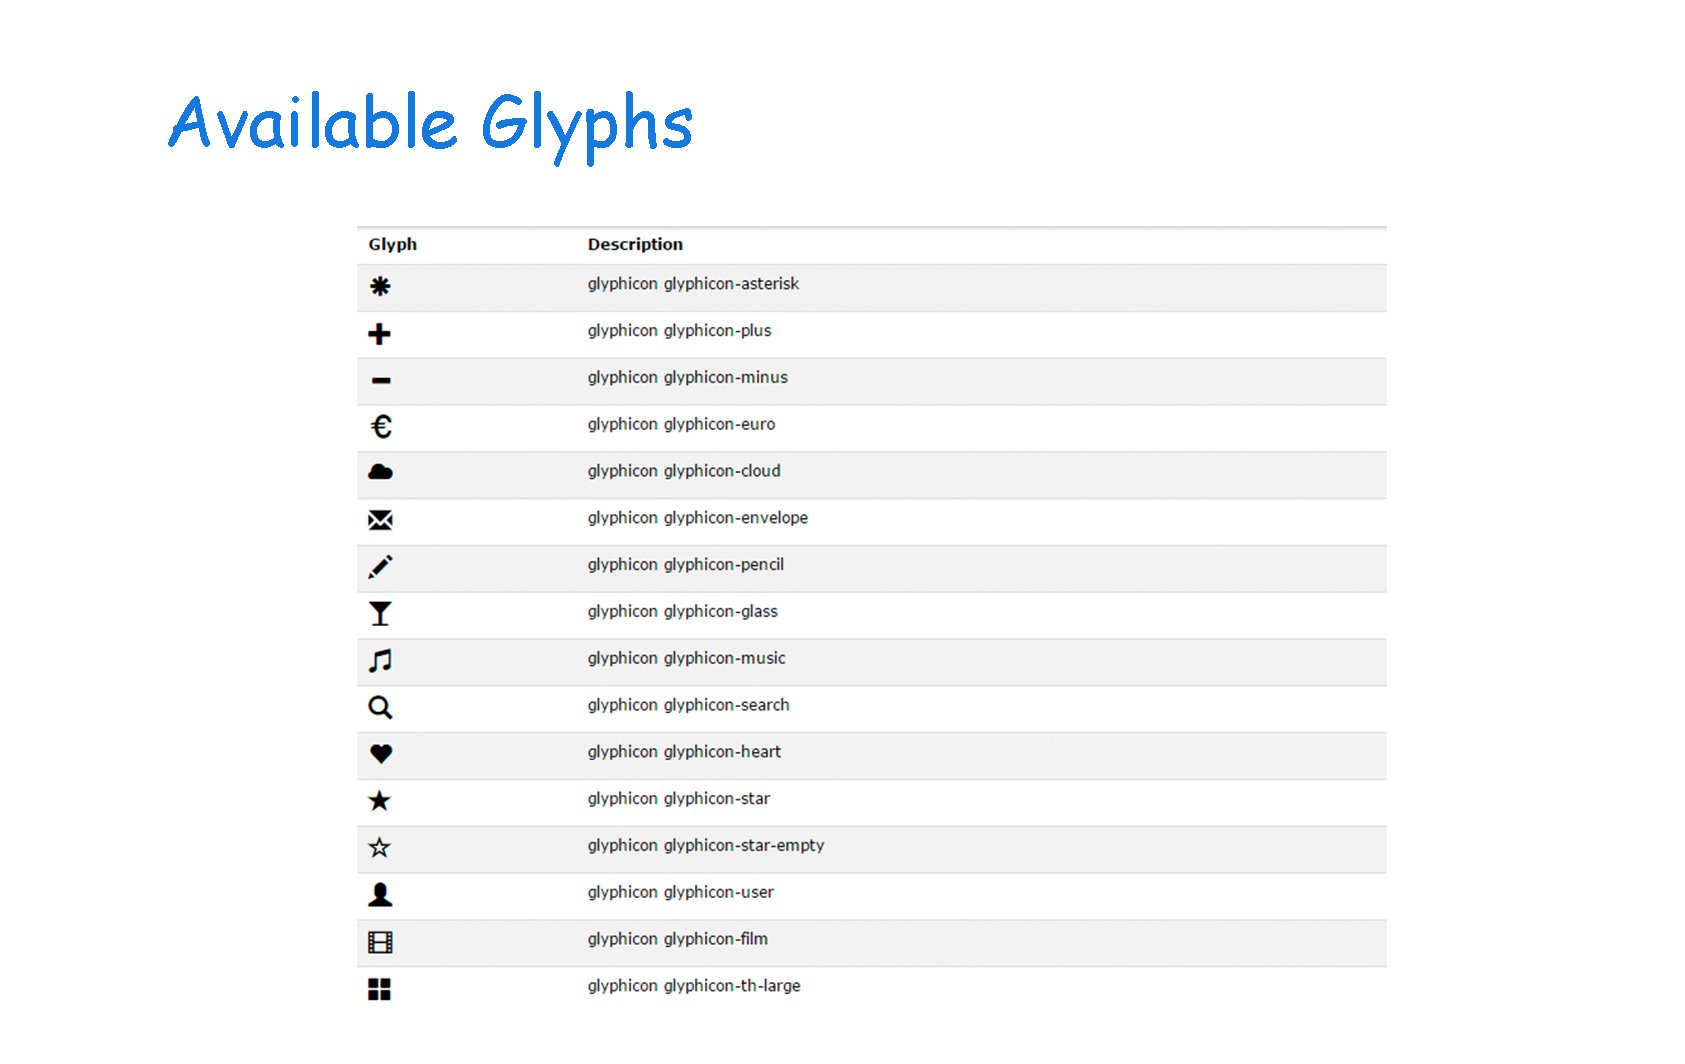 Available Glyphs
Glyph Description
glyphicon glyphicon-asterisk
glyphicon glyphicon-plus
glyphicon glyphicon-minus
€ glyphicon glyphicon-euro
glyphicon glyphicon-cloud
glyphicon glyphicon-envelope
glyphicon glyphicon-pencil
glyphicon glyphicon-glass
glyphicon glyphicon-music
glyphicon glyphicon-search
glyphicon glyphicon-heart
glyphicon glyphicon-star
glyphicon glyphicon-star-empty
glyphicon glyphicon-user
glyphicon glyphicon-film
glyphicon glyphicon-th-large